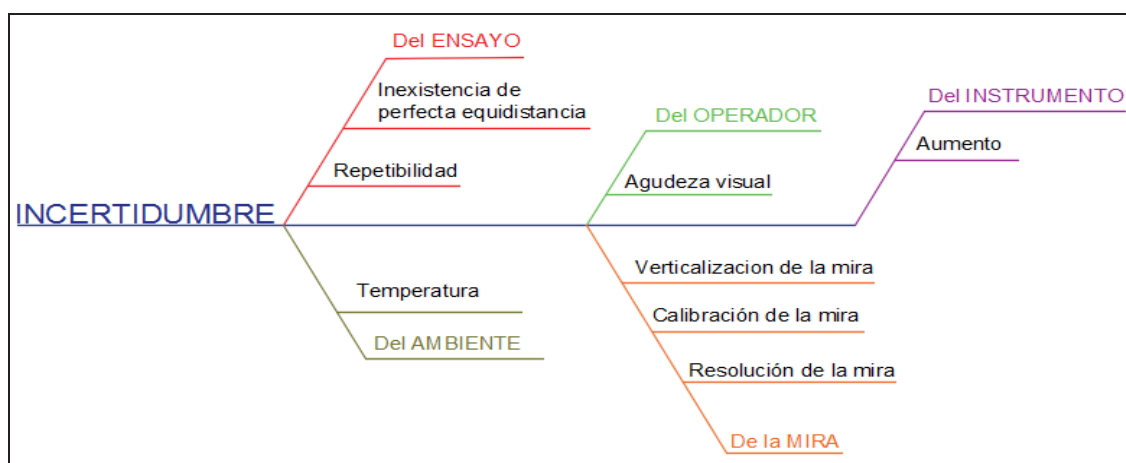 Del ENSAYO
Inexistencia de
perfecta equidistancia
Repetibilidad
Del OPERADOR
Agudeza visual
Del INSTRUMENTO
Aumento
INCERTIDUMBRE
Temperatura
Del AMBIENTE
Verticalizacion de la mira
Calibración de la mira
Resolución de la mira
De la MIRA